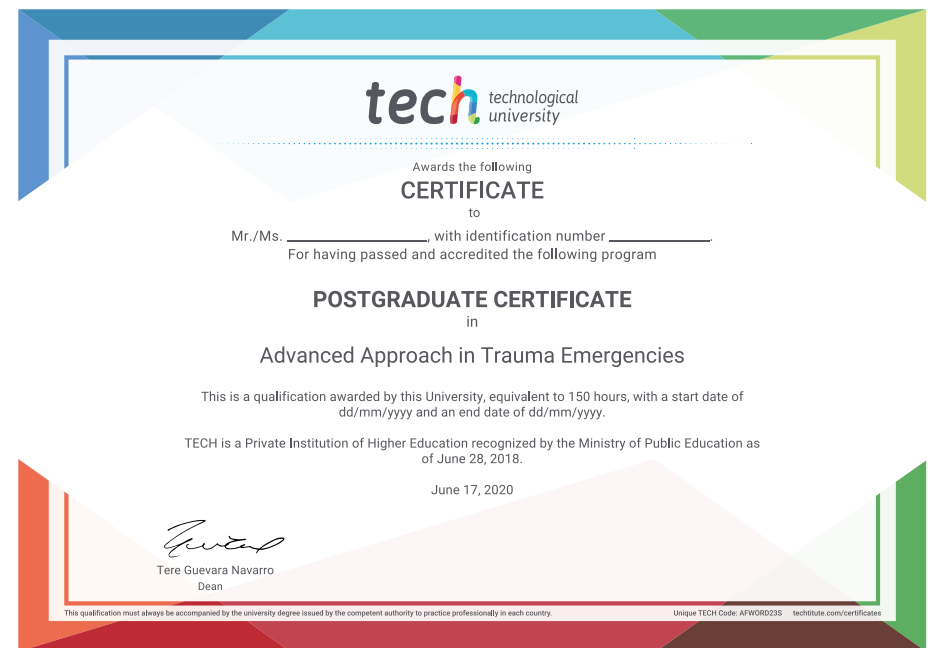 tech technological
university
Awards the following
CERTIFICATE
to
Mr./Ms. ____________________, with identification number ______________.
For having passed and accredited the following program
POSTGRADUATE CERTIFICATE
in
Advanced Approach in Trauma Emergencies
This is a qualification awarded by this University, equivalent to 150 hours, with a start date of
dd/mm/yyyy and an end date of dd/mm/yyyy.
TECH is a Private Institution of Higher Education recognized by the Ministry of Public Education as
of June 28, 2018.
June 17, 2020
Tere Guevara Navarro
Dean
This qualification must always be accompanied by the university degree issued by the competent authority to practice professionally in each country.
Unique TECH Code: AFWORD23S techtitute.com/certificates